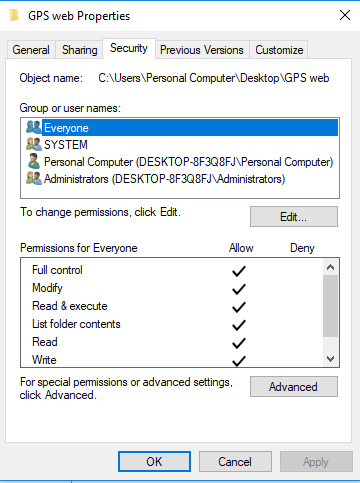 GPS web Properties
General Sharing Security Previous Versions Customize
Object name: C:\Users\Personal Computer\Desktop\GPS web
Group or user names:
Everyone
SYSTEM
Personal Computer (DESKTOP-8F3Q8FJ\Personal Computer)
Administrators (DESKTOP-8F3Q8FJ\Administrators)
To change permissions, click Edit. Edit...
Permissions for Everyone Allow Deny
Full control
Modify
Read & execute
List folder contents
Read
Write
For special permissions or advanced settings,
click Advanced. Advanced
OK Cancel Apply